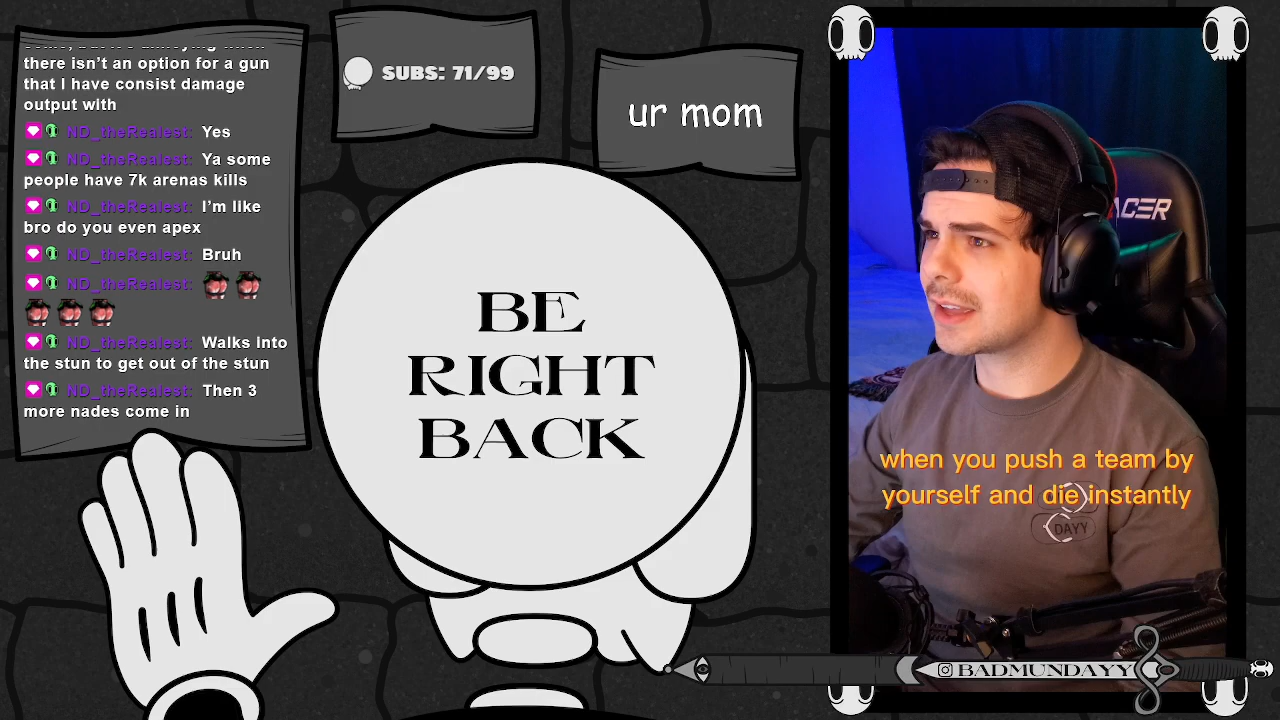 there isn't an option for a gun
that I have consist damage
output with
ND_theRealest: Yes
ND_theRealest: Ya some
people have 7k arenas kills
ND_theRealest: I'm like
bro do you even apex
ND_theRealest: Bruh
ND_theRealest:
ND_theRealest: Walks into
the stun to get out of the stun
ND_theRealest: Then 3
more nades come in
SUBS: 71/99
ur mom
BE
RIGHT
BACK
ACER
when you push a team by
yourself and die instantly
DAYY
BADMUNDAYY